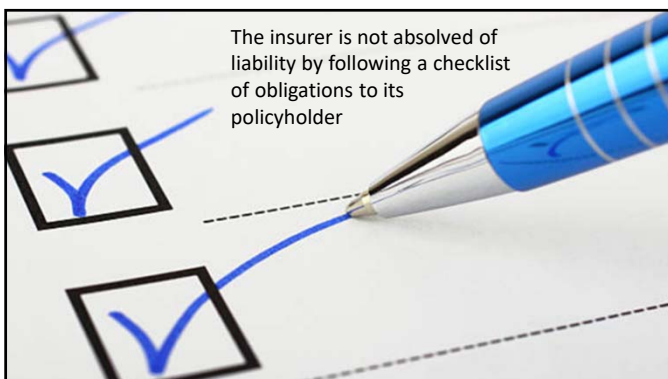 The insurer is not absolved of
liability by following a checklist
of obligations to its
policyholder